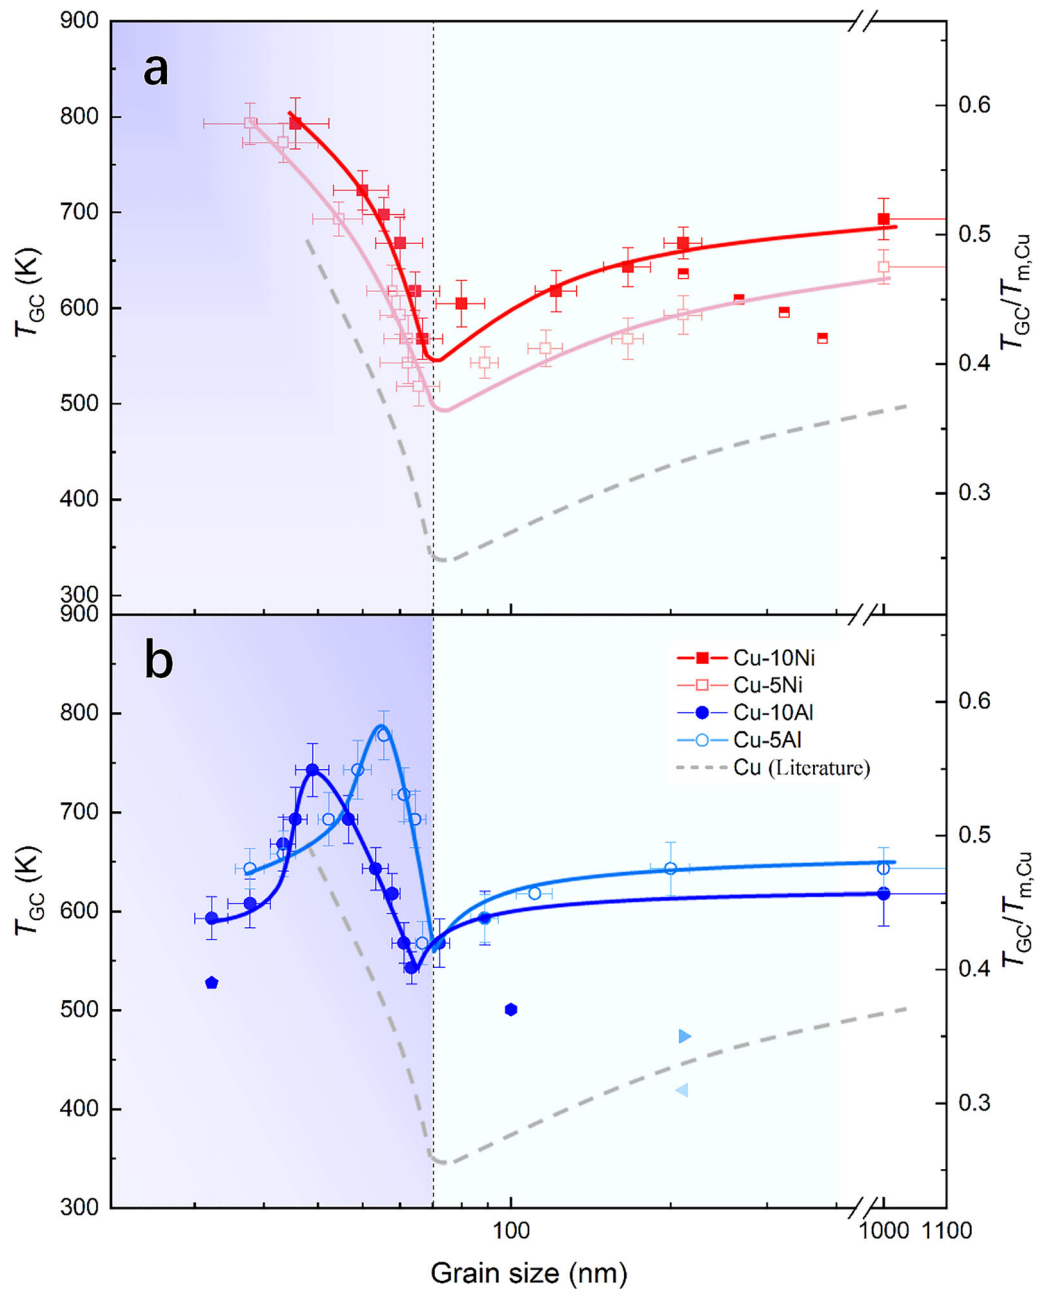 a
900
800
700
600
500
400
300
T_GC (K)
0.6
0.5
0.4
0.3
T_GC/T_m,Cu
b
900
800
700
600
500
400
300
T_GC (K)
Cu-10Ni
Cu-5Ni
Cu-10Al
Cu-5Al
Cu (Literature)
0.6
0.5
0.4
0.3
T_GC/T_m,Cu
100
1000
1100
Grain size (nm)